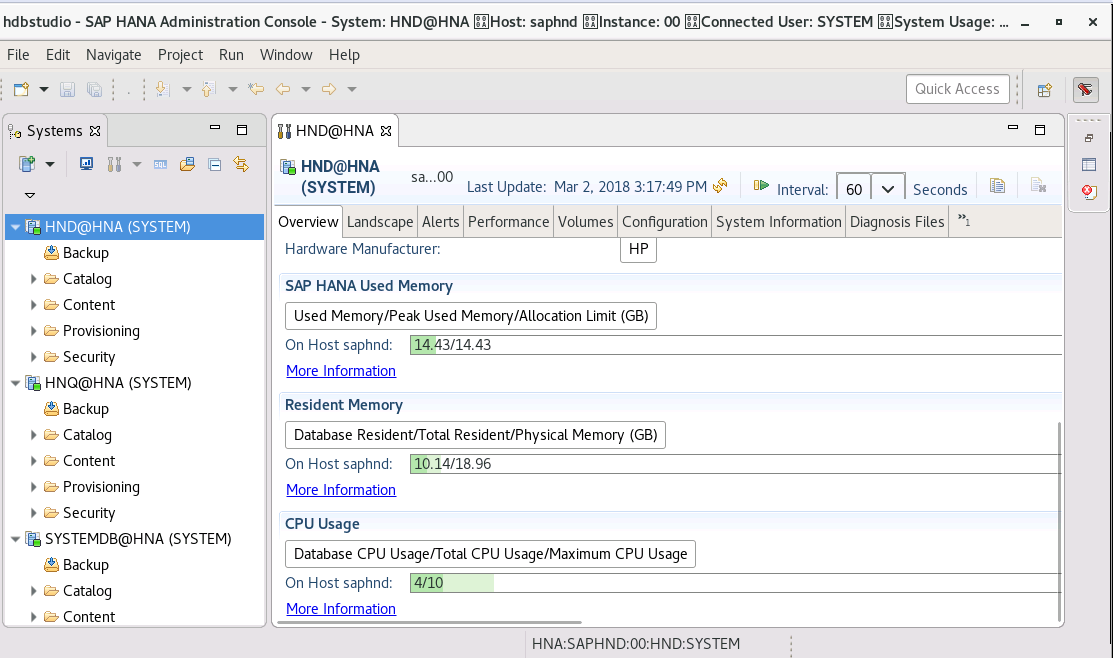 hdbstudio - SAP HANA Administration Console - System: HND@HNA Host: saphnd Instance: 00 Connected User: SYSTEM System Usage: ...
File Edit Navigate Project Run Window Help
Quick Access
Systems
SQL
HND@HNA (SYSTEM)
Backup
Catalog
Content
Provisioning
Security
HNQ@HNA (SYSTEM)
Backup
Catalog
Content
Provisioning
Security
SYSTEMDB@HNA (SYSTEM)
Backup
Catalog
Content
HND@HNA
HND@HNA (SYSTEM)
sa...00
Last Update: Mar 2, 2018 3:17:49 PM
Interval: 60 Seconds
Overview Landscape Alerts Performance Volumes Configuration System Information Diagnosis Files »1
Hardware Manufacturer: HP
SAP HANA Used Memory
Used Memory/Peak Used Memory/Allocation Limit (GB)
On Host saphnd: 14.43/14.43
More Information
Resident Memory
Database Resident/Total Resident/Physical Memory (GB)
On Host saphnd: 10.14/18.96
More Information
CPU Usage
Database CPU Usage/Total CPU Usage/Maximum CPU Usage
On Host saphnd: 4/10
More Information
HNA:SAPHND:00:HND:SYSTEM